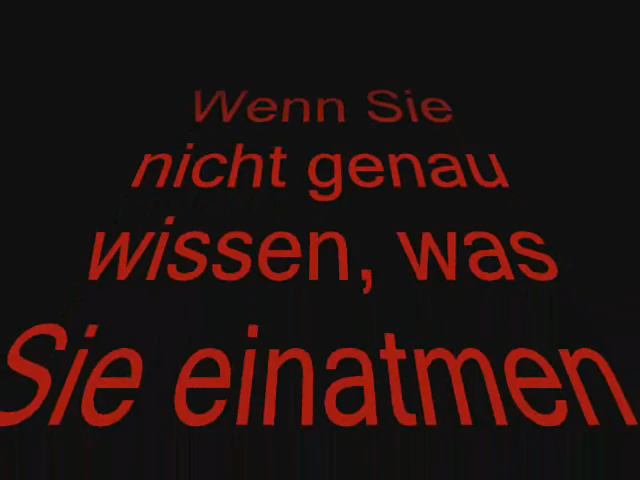 Wenn Sie
nicht genau
wissen, was
Sie einatmen